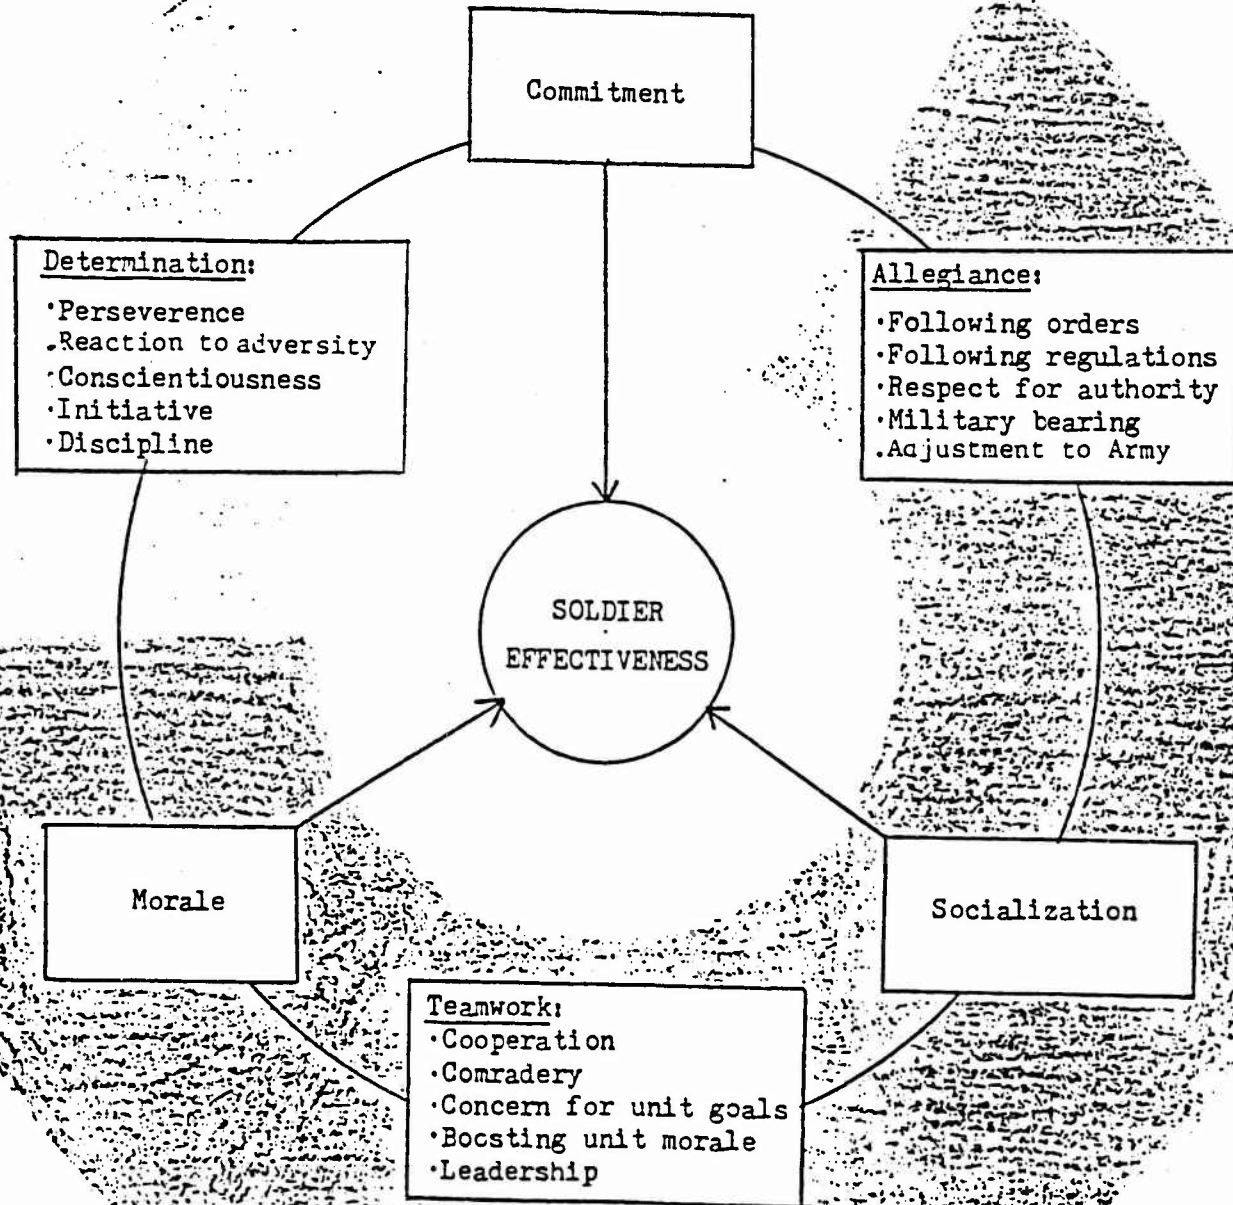 Commitment
Determination:
·Perseverence
.Reaction to adversity
·Conscientiousness
·Initiative
·Discipline
Allegiance:
·Following orders
·Following regulations
·Respect for authority
·Military bearing
.Adjustment to Army
SOLDIER
EFFECTIVENESS
Morale
Socialization
Teamwork:
·Cooperation
·Comradery
·Concern for unit goals
·Boosting unit morale
·Leadership